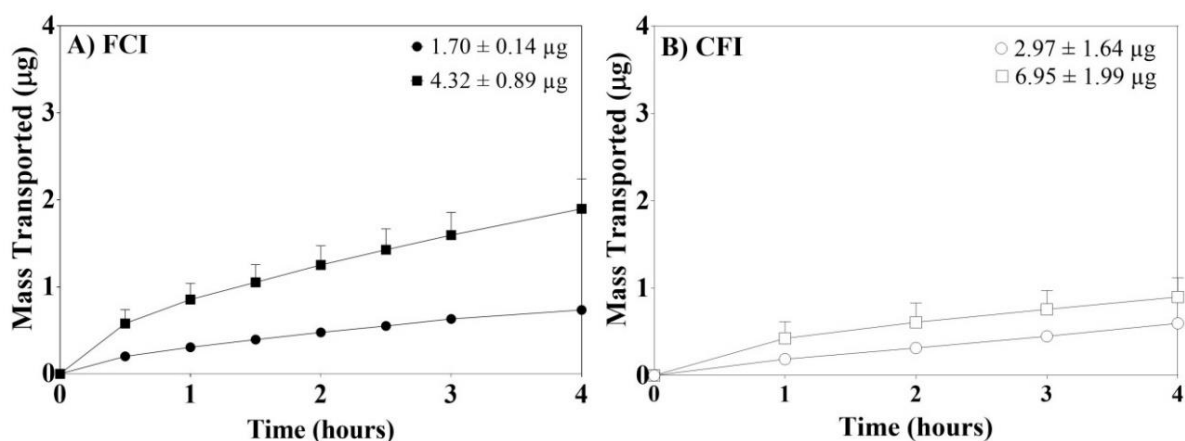 A) FCI
1.70 ± 0.14 µg
4.32 ± 0.89 µg
Mass Transported (µg)
4
3
2
1
0
0 1 2 3 4
Time (hours)
B) CFI
2.97 ± 1.64 µg
6.95 ± 1.99 µg
Mass Transported (µg)
4
3
2
1
0
0 1 2 3 4
Time (hours)